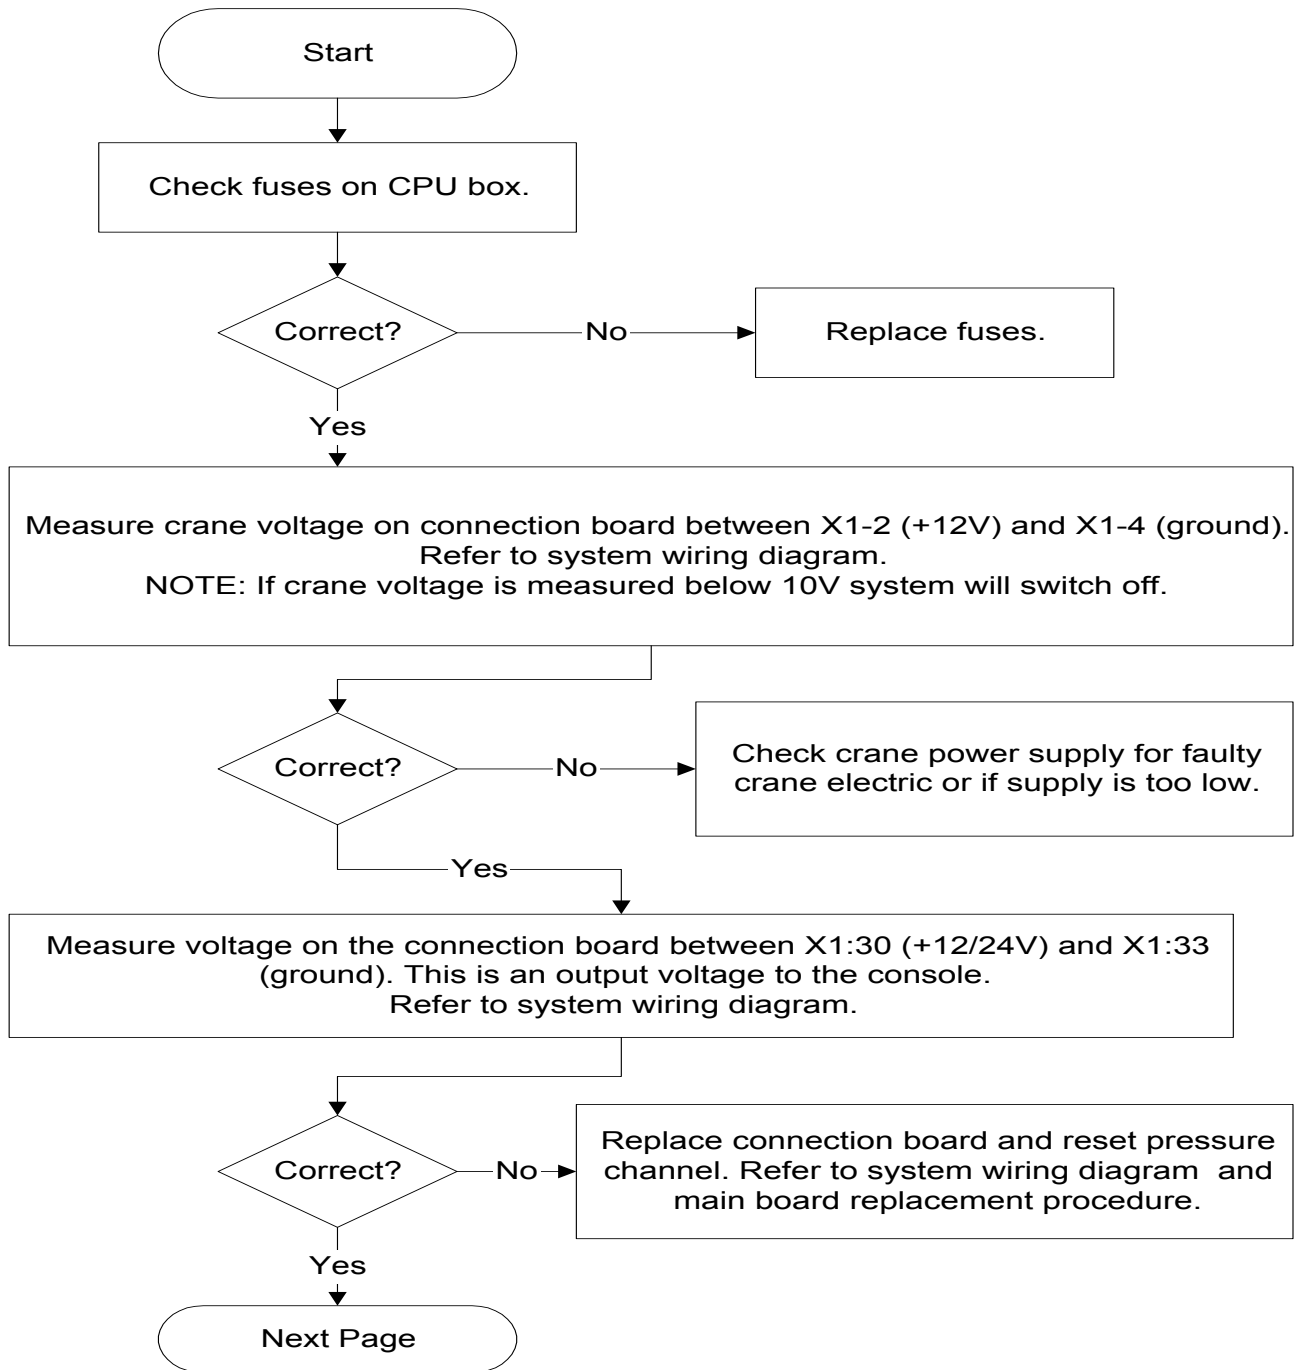 Start
Check fuses on CPU box.
Correct?
No
Replace fuses.
Yes
Measure crane voltage on connection board between X1-2 (+12V) and X1-4 (ground).
Refer to system wiring diagram.
NOTE: If crane voltage is measured below 10V system will switch off.
Correct?
No
Check crane power supply for faulty
crane electric or if supply is too low.
Yes
Measure voltage on the connection board between X1:30 (+12/24V) and X1:33
(ground). This is an output voltage to the console.
Refer to system wiring diagram.
Correct?
No
Replace connection board and reset pressure
channel. Refer to system wiring diagram and
main board replacement procedure.
Yes
Next Page